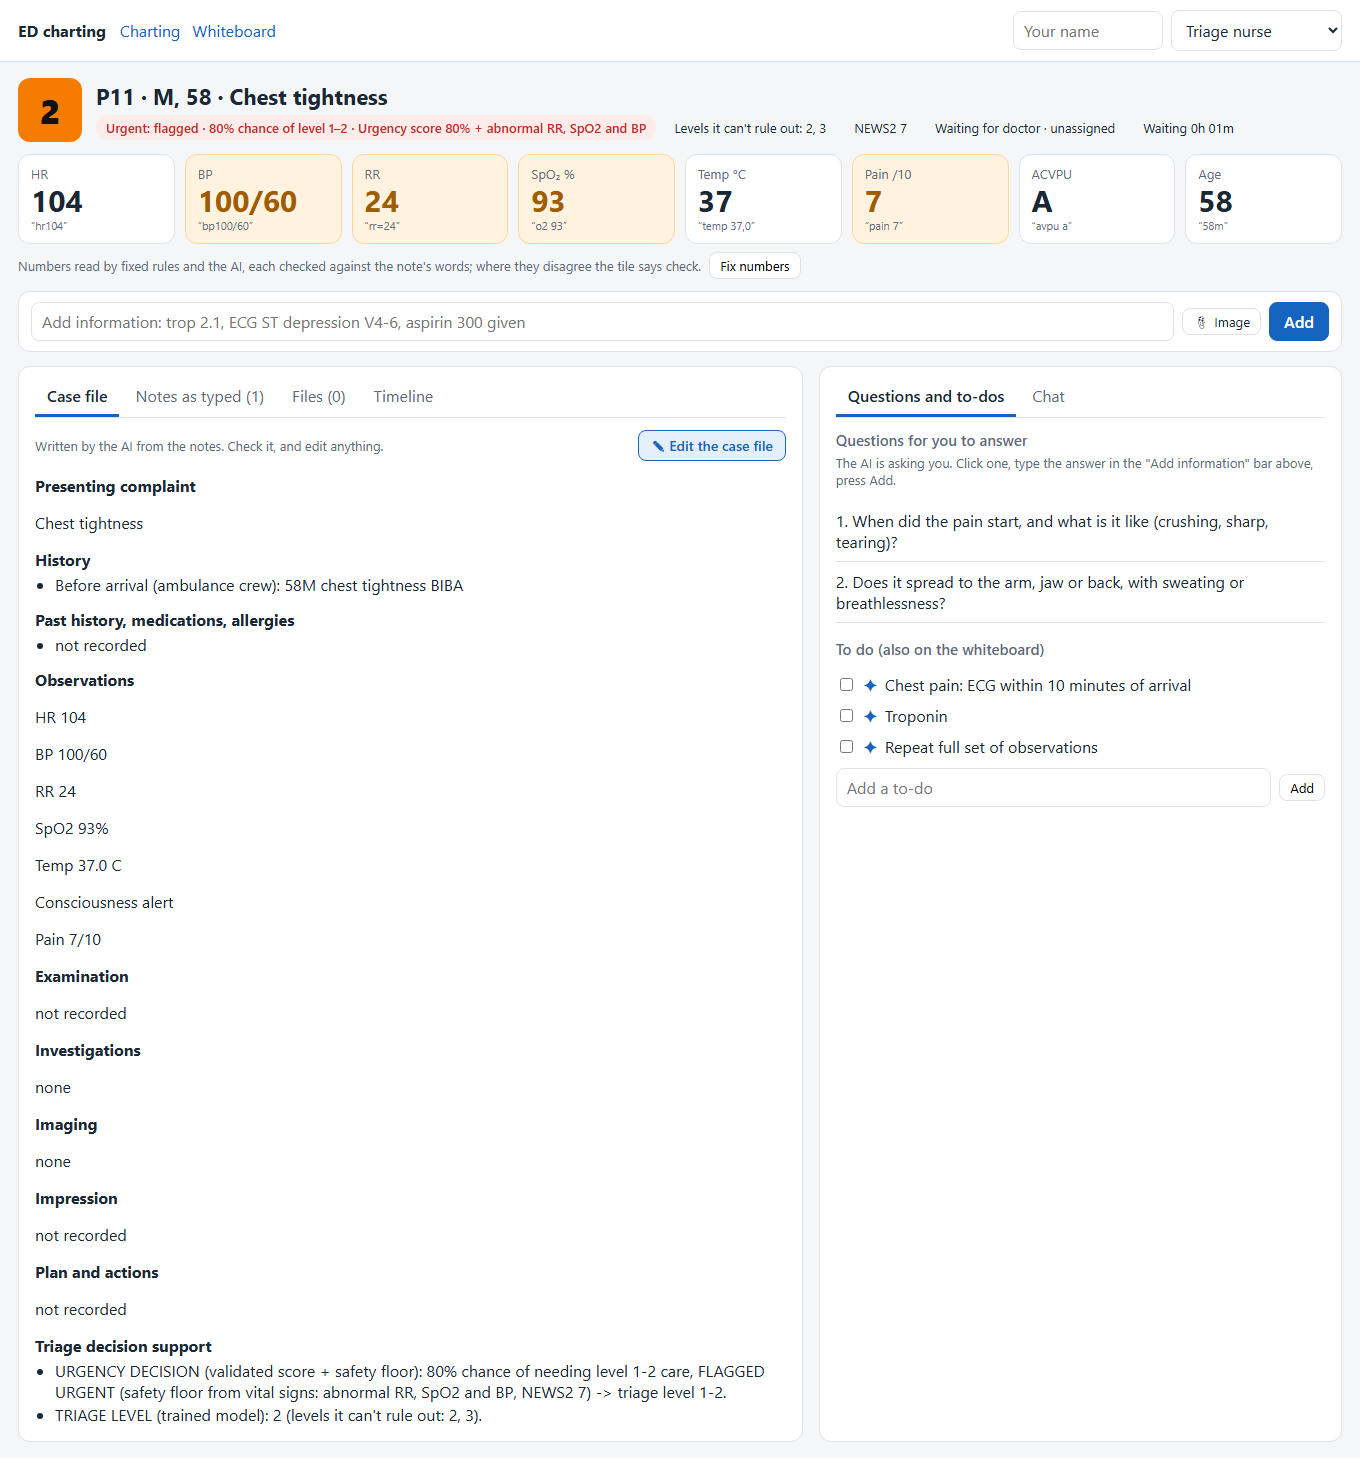 ED charting Charting Whiteboard Your name Triage nurse
2
P11 · M, 58 · Chest tightness
Urgent: flagged · 80% chance of level 1–2 · Urgency score 80% + abnormal RR, SpO2 and BP Levels it can't rule out: 2, 3 NEWS2 7 Waiting for doctor · unassigned Waiting 0h 01m
HR
104
“hr104”
BP
100/60
“bp100/60”
RR
24
“rr=24”
SpO₂ %
93
“o2 93”
Temp °C
37
“temp 37,0”
Pain /10
7
“pain 7”
ACVPU
A
“avpu a”
Age
58
“58m”
Numbers read by fixed rules and the AI, each checked against the note's words; where they disagree the tile says check. Fix numbers
Add information: trop 2.1, ECG ST depression V4-6, aspirin 300 given Image Add
Case file Notes as typed (1) Files (0) Timeline
Written by the AI from the notes. Check it, and edit anything. Edit the case file
Presenting complaint
Chest tightness
History
• Before arrival (ambulance crew): 58M chest tightness BIBA
Past history, medications, allergies
• not recorded
Observations
HR 104
BP 100/60
RR 24
SpO2 93%
Temp 37.0 C
Consciousness alert
Pain 7/10
Examination
not recorded
Investigations
none
Imaging
none
Impression
not recorded
Plan and actions
not recorded
Triage decision support
• URGENCY DECISION (validated score + safety floor): 80% chance of needing level 1-2 care, FLAGGED
URGENT (safety floor from vital signs: abnormal RR, SpO2 and BP, NEWS2 7) -> triage level 1-2.
• TRIAGE LEVEL (trained model): 2 (levels it can't rule out: 2, 3).
Questions and to-dos Chat
Questions for you to answer
The AI is asking you. Click one, type the answer in the "Add information" bar above,
press Add.
1. When did the pain start, and what is it like (crushing, sharp,
tearing)?
2. Does it spread to the arm, jaw or back, with sweating or
breathlessness?
To do (also on the whiteboard)
Chest pain: ECG within 10 minutes of arrival
Troponin
Repeat full set of observations
Add a to-do Add